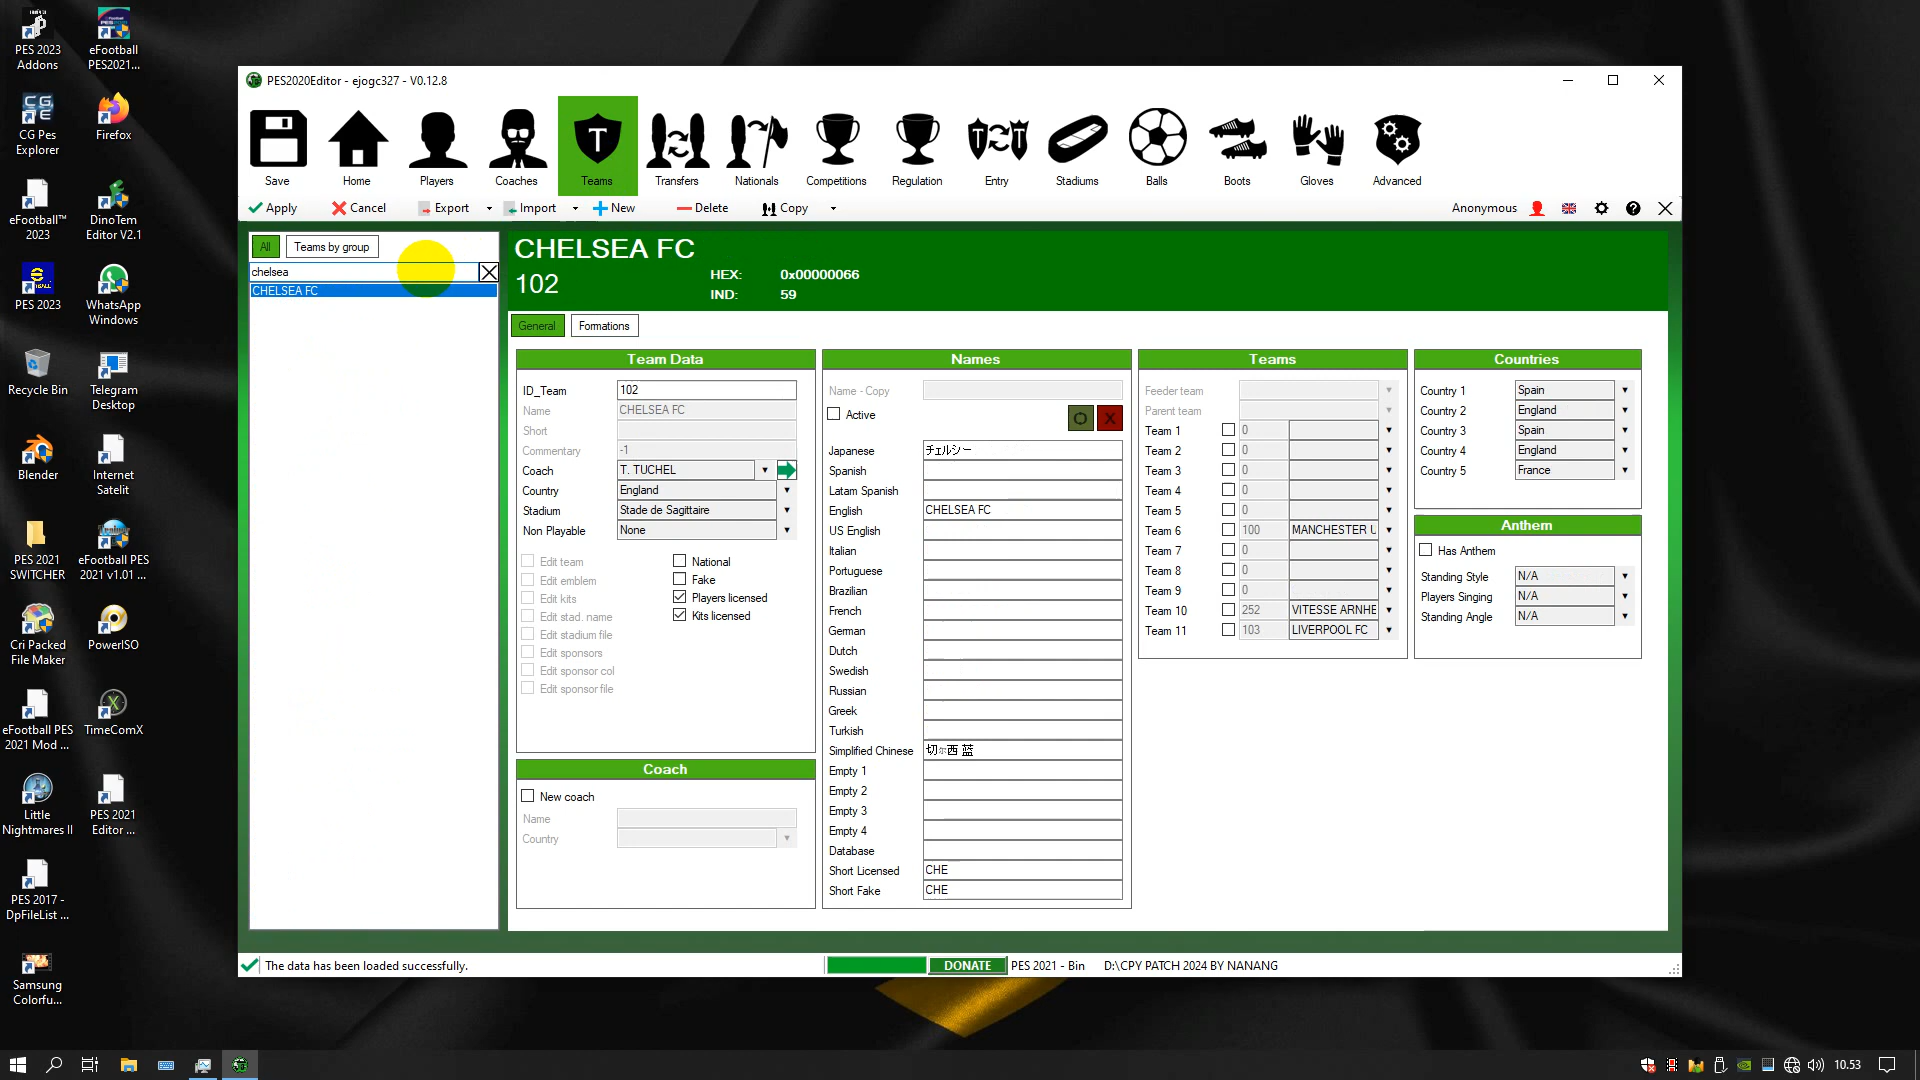 PES 2023
Addons
eFootball
PES2021...
CG Pes
Explorer
Firefox
eFootball™
2023
DinoTem
Editor V2.1
PES 2023
WhatsApp
Windows
Recycle Bin
Telegram
Desktop
Blender
Internet
Satelit
PES 2021
SWITCHER
eFootball PES
2021 v1.01 ...
Cri Packed
File Maker
PowerISO
eFootball PES
2021 Mod ...
TimeComX
Little
Nightmares II
PES 2021
Editor ...
PES 2017 -
DpFileList ...
Samsung
Colorfu...
PES2020Editor - ejogc327 - V0.12.8
Save
Home
Players
Coaches
Teams
Transfers
Nationals
Competitions
Regulation
Entry
Stadiums
Balls
Boots
Gloves
Advanced
Apply
Cancel
Export
Import
New
Delete
Copy
Anonymous
All
Teams by group
chelsea
CHELSEA FC
CHELSEA FC
102
HEX: 0x00000066
IND: 59
General
Formations
Team Data
ID_Team 102
Name CHELSEA FC
Short
Commentary -1
Coach T. TUCHEL
Country England
Stadium Stade de Sagittaire
Non Playable None
Edit team
Edit emblem
Edit kits
Edit stad. name
Edit stadium file
Edit sponsors
Edit sponsor col
Edit sponsor file
National
Fake
Players licensed
Kits licensed
Coach
New coach
Name
Country
Names
Name - Copy
Active
O X
Japanese チェルシー
Spanish
Latam Spanish
English CHELSEA FC
US English
Italian
Portuguese
Brazilian
French
German
Dutch
Swedish
Russian
Greek
Turkish
Simplified Chinese 切尔西 蓝
Empty 1
Empty 2
Empty 3
Empty 4
Database
Short Licensed CHE
Short Fake CHE
Teams
Feeder team
Parent team
Team 1 0
Team 2 0
Team 3 0
Team 4 0
Team 5 0
Team 6 100 MANCHESTER U
Team 7 0
Team 8 0
Team 9 0
Team 10 252 VITESSE ARNHE
Team 11 103 LIVERPOOL FC
Countries
Country 1 Spain
Country 2 England
Country 3 Spain
Country 4 England
Country 5 France
Anthem
Has Anthem
Standing Style N/A
Players Singing N/A
Standing Angle N/A
The data has been loaded successfully.
DONATE
PES 2021 - Bin
D:\CPY PATCH 2024 BY NANANG
10.53